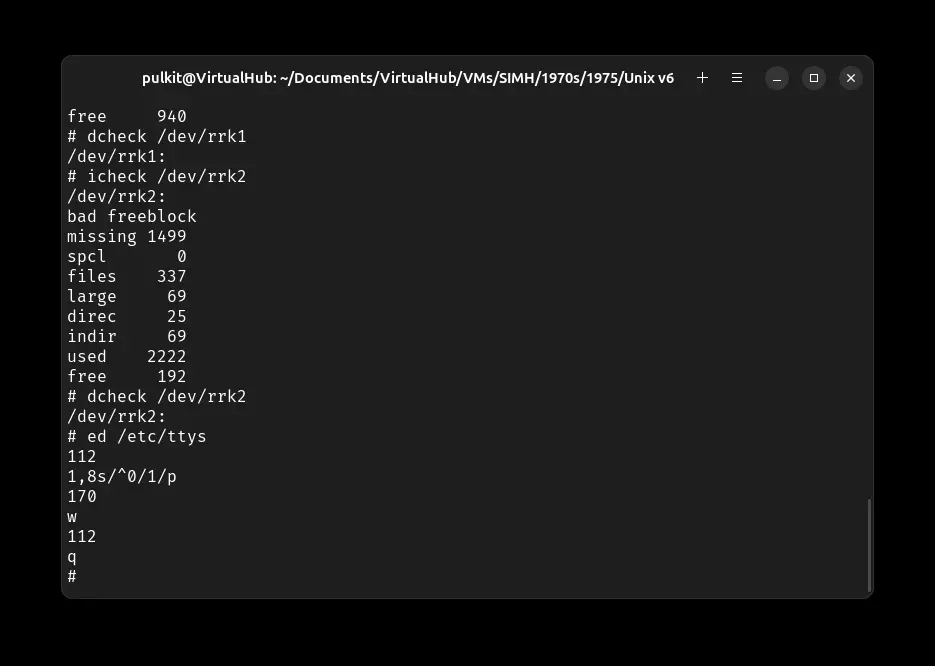 pulkit@VirtualHub: ~/Documents/VirtualHub/VMs/SIMH/1970s/1975/Unix v6
free     940
# dcheck /dev/rrk1
/dev/rrk1:
# icheck /dev/rrk2
/dev/rrk2:
bad freeblock
missing 1499
spcl       0
files    337
large     69
direc     25
indir     69
used    2222
free     192
# dcheck /dev/rrk2
/dev/rrk2:
# ed /etc/ttys
112
1,8s/^0/1/p
170
w
112
q
#